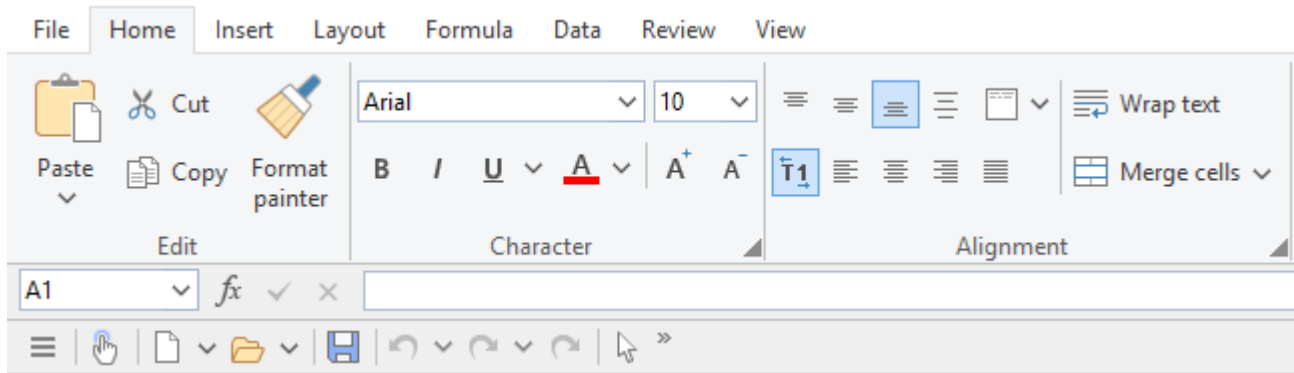 File Home Insert Layout Formula Data Review View
Arial 10
Cut Wrap text
B I U A A+ A- T1
Paste Copy Format painter Merge cells
Edit Character Alignment
A1 fx